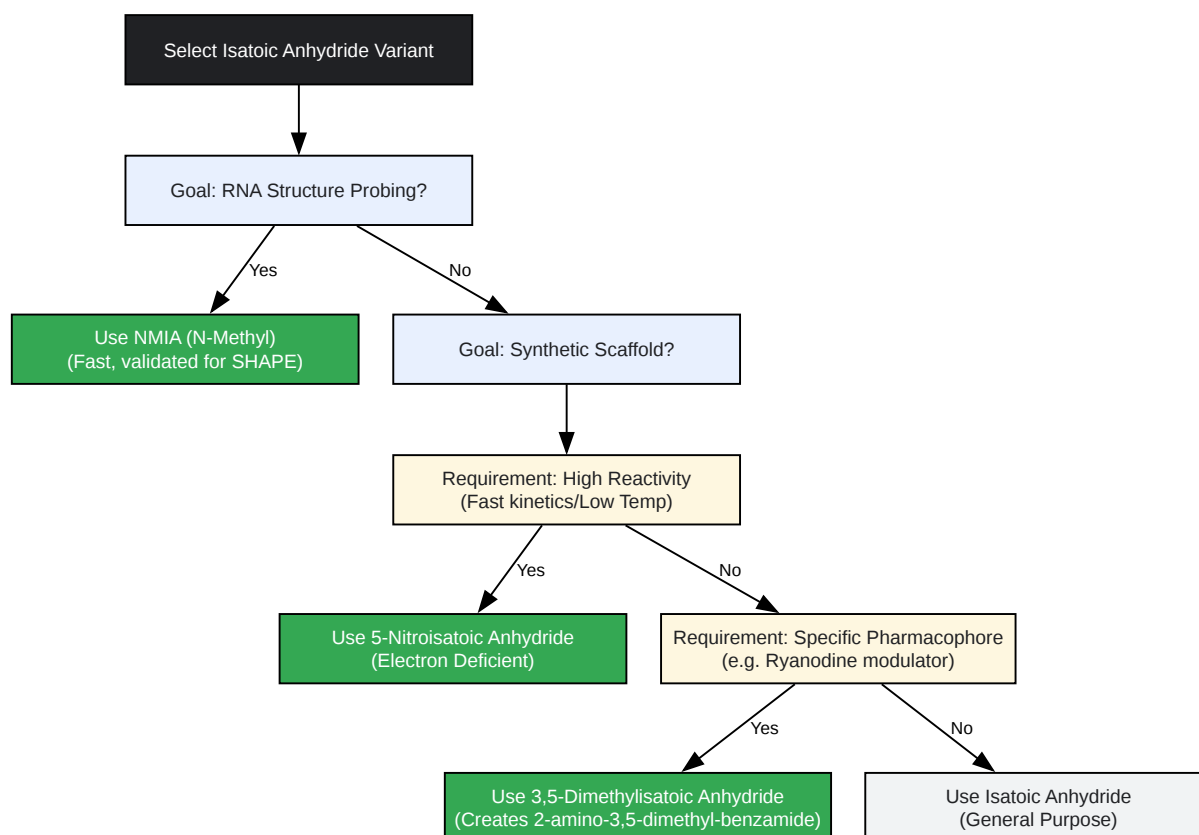 Select Isatoic Anhydride Variant
Goal: RNA Structure Probing?
Yes
No
Use NMIA (N-Methyl)
(Fast, validated for SHAPE)
Goal: Synthetic Scaffold?
Requirement: High Reactivity
(Fast kinetics/Low Temp)
Yes
No
Use 5-Nitroisatoic Anhydride
(Electron Deficient)
Requirement: Specific Pharmacophore
(e.g. Ryanodine modulator)
Yes
No
Use 3,5-Dimethylisatoic Anhydride
(Creates 2-amino-3,5-dimethyl-benzamide)
Use Isatoic Anhydride
(General Purpose)